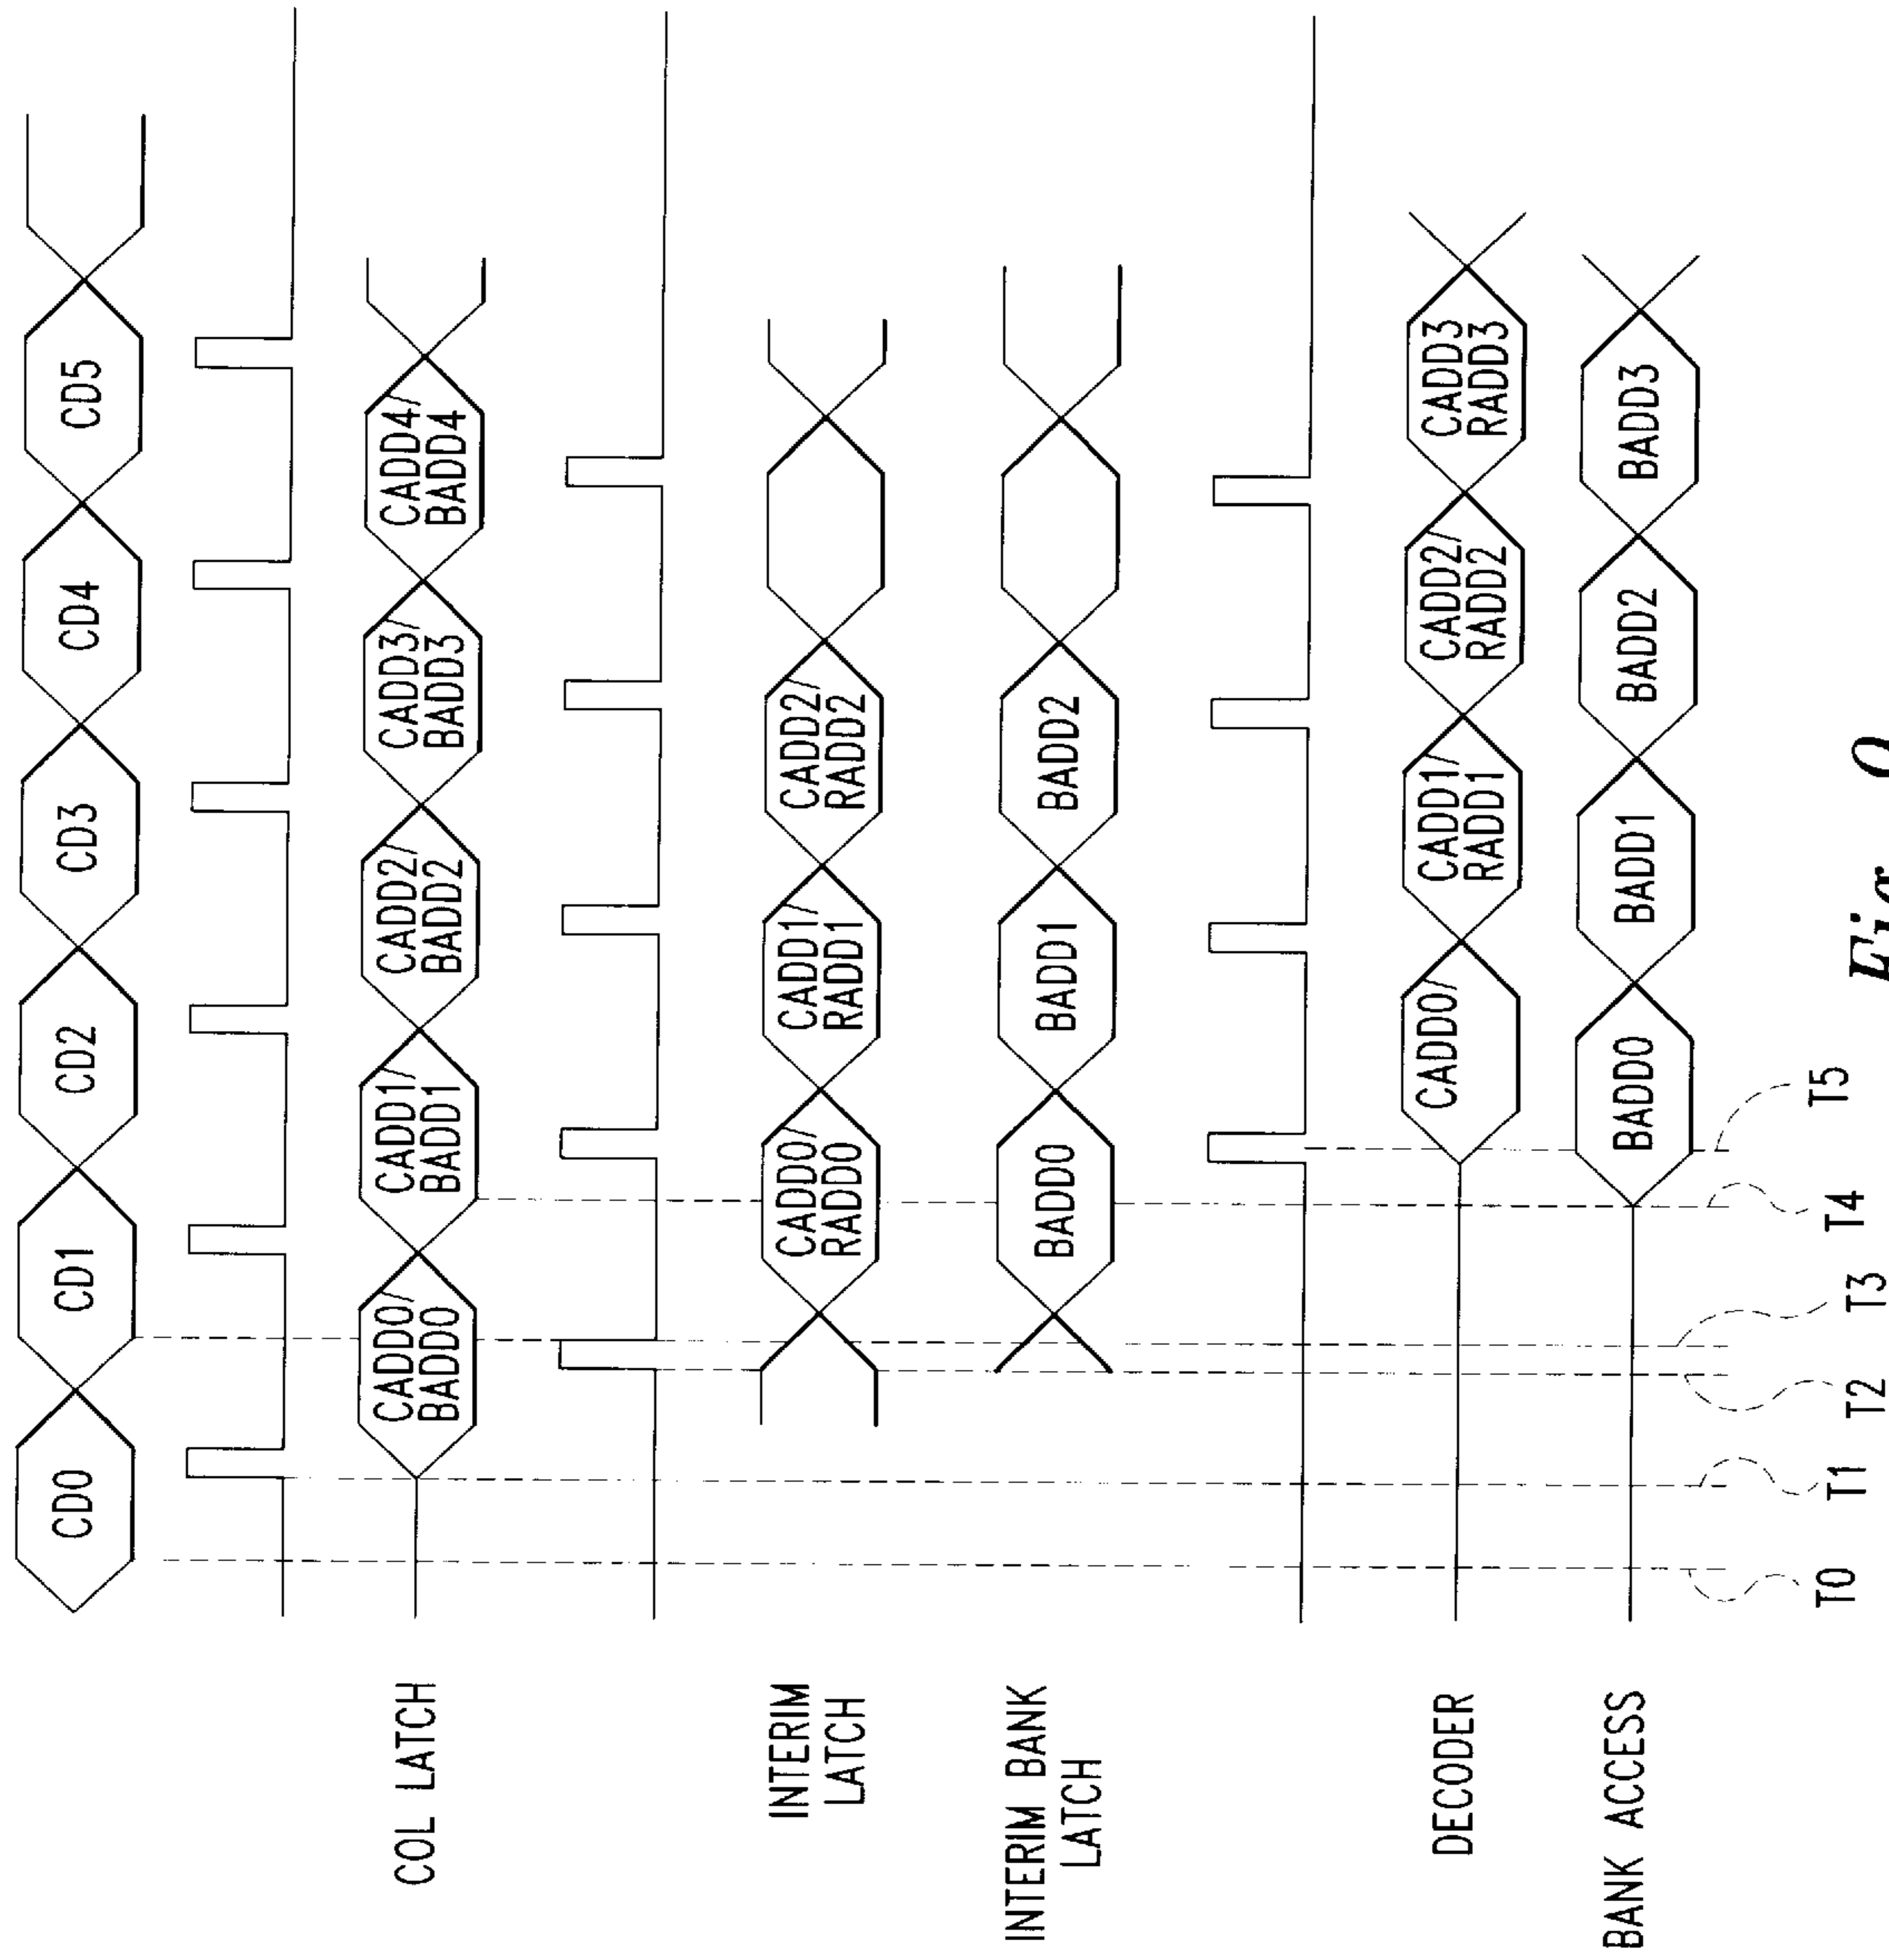 CD0 CD1 CD2 CD3 CD4 CD5
COL LATCH
CADD0/ CADD1/ CADD2/ CADD3/ CADD4/
BADD0 BADD1 BADD2 BADD3 BADD4
INTERIM
LATCH
CADD0/ CADD1/ CADD2/
RADD0 RADD1 RADD2
INTERIM BANK
LATCH
BADD0 BADD1 BADD2
DECODER
CADD0/ CADD1/ CADD2/ CADD3
RADD1 RADD2 RADD3
BANK ACCESS
BADD0 BADD1 BADD2 BADD3
T0 T1 T2 T3 T4 T5